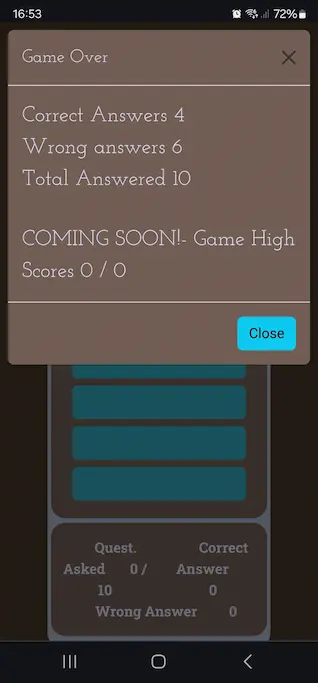 16:53
72%
Game Over
Correct Answers 4
Wrong answers 6
Total Answered 10
COMING SOON!- Game High
Scores 0 / 0
Close
Quest. Correct
Asked 0 / Answer
10 0
Wrong Answer 0